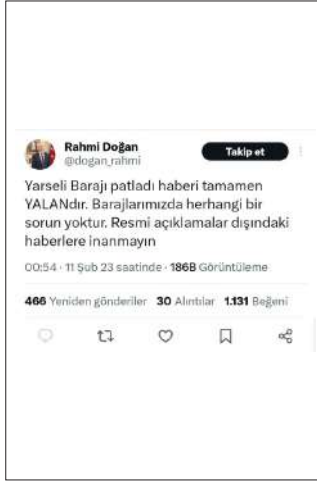 Rahmi Doğan
@dogan_rahmi
Takip et
Yarseli Barajı patladı haberi tamamen
YALANdır. Barajlarımızda herhangi bir
sorun yoktur. Resmi açıklamalar dışındaki
haberlere inanmayın
00:54 · 11 Şub 23 saatinde · 186B Görüntüleme
466 Yeniden gönderiler 30 Alıntılar 1.131 Beğeni